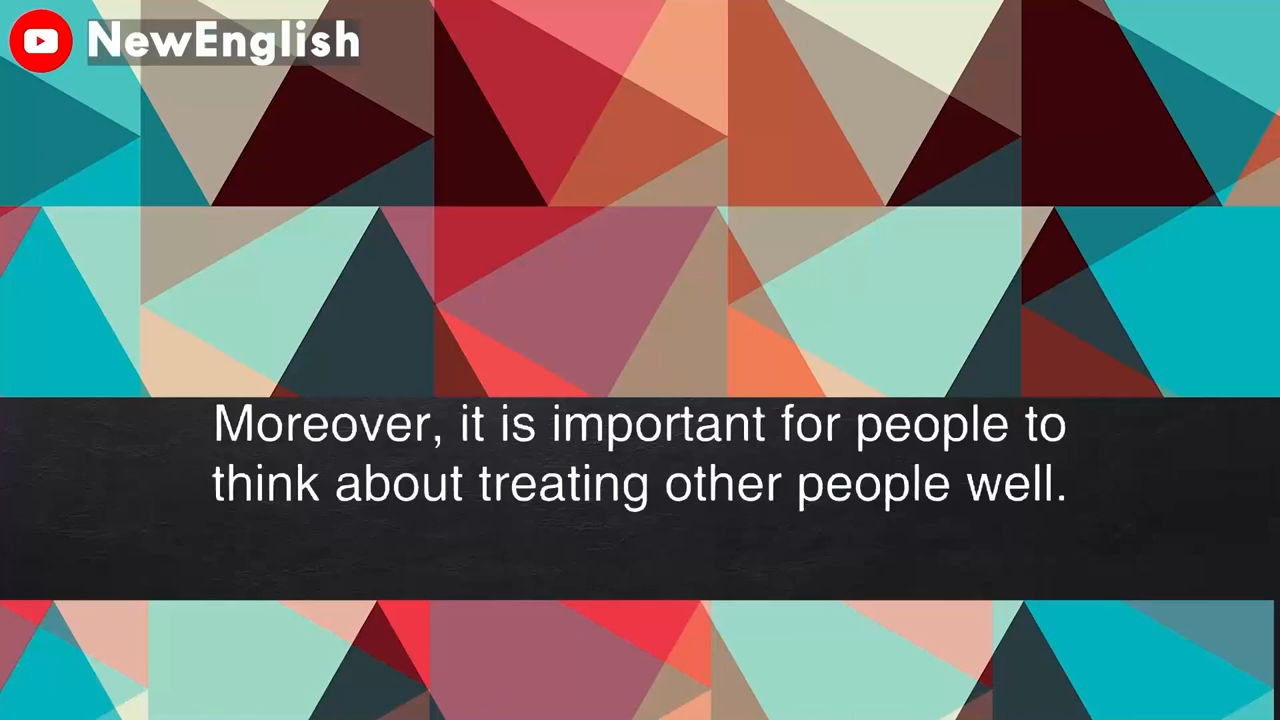 NewEnglish
Moreover, it is important for people to
think about treating other people well.